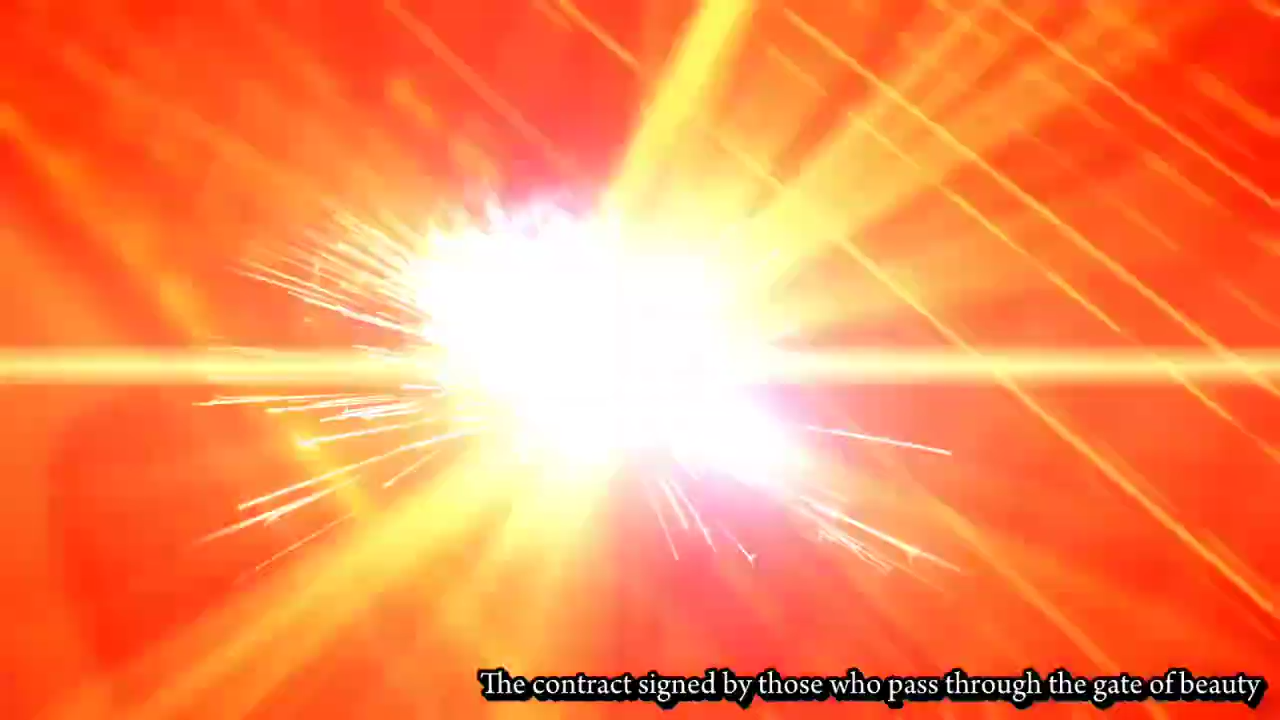 The contract signed by those who pass through the gate of beauty